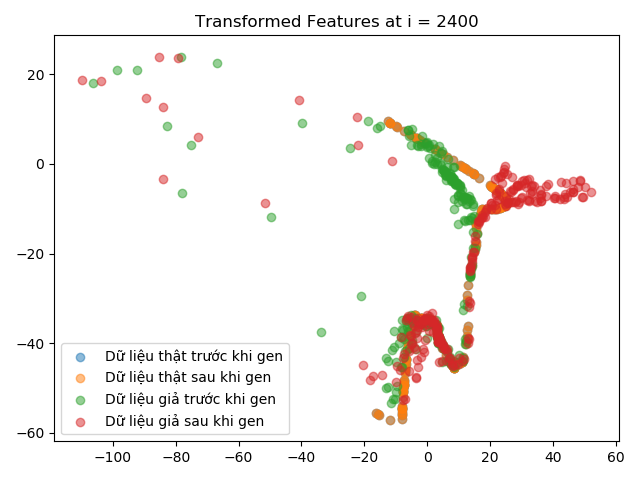 Transformed Features at i = 2400
20
0
−20
−40
−60
Dữ liệu thật trước khi gen
Dữ liệu thật sau khi gen
Dữ liệu giả trước khi gen
Dữ liệu giả sau khi gen
−100 −80 −60 −40 −20 0 20 40 60